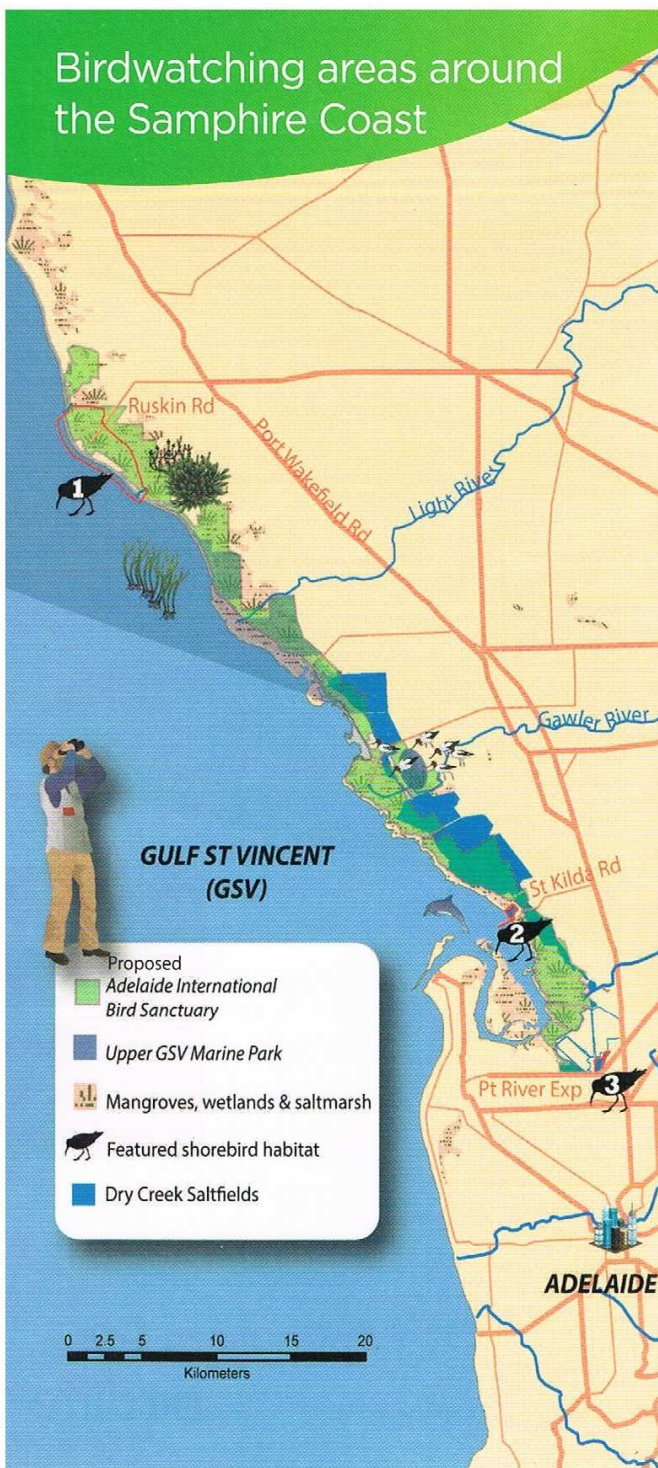 Birdwatching areas around
the Samphire Coast
Ruskin Rd
Port Wakefield Rd
Light River
1
Gawler River
GULF ST VINCENT
(GSV)
St Kilda Rd
2
Proposed
Adelaide International
Bird Sanctuary
Upper GSV Marine Park
Mangroves, wetlands & saltmarsh
Featured shorebird habitat
Dry Creek Saltfields
Pt River Exp
3
ADELAIDE
0 2.5 5 10 15 20
Kilometers